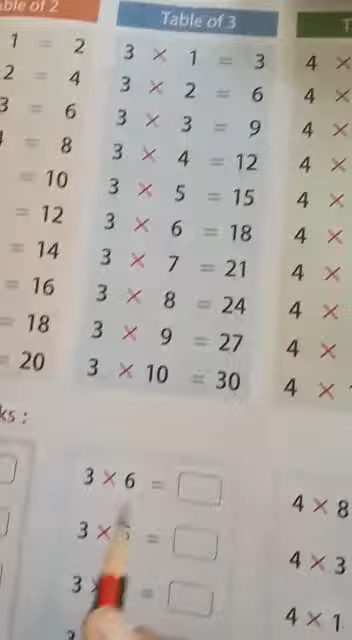 ble of 2
1 = 2
2 = 4
3 = 6
= 8
= 10
= 12
= 14
= 16
= 18
= 20
Table of 3
3 × 1 = 3
3 × 2 = 6
3 × 3 = 9
3 × 4 = 12
3 × 5 = 15
3 × 6 = 18
3 × 7 = 21
3 × 8 = 24
3 × 9 = 27
3 × 10 = 30
T
4 ×
4 ×
4 ×
4 ×
4 ×
4 ×
4 ×
4 ×
4 ×
4 ×
ks :
3 × 6 =
3 × =
3 × =
3
4 × 8
4 × 3
4 × 1